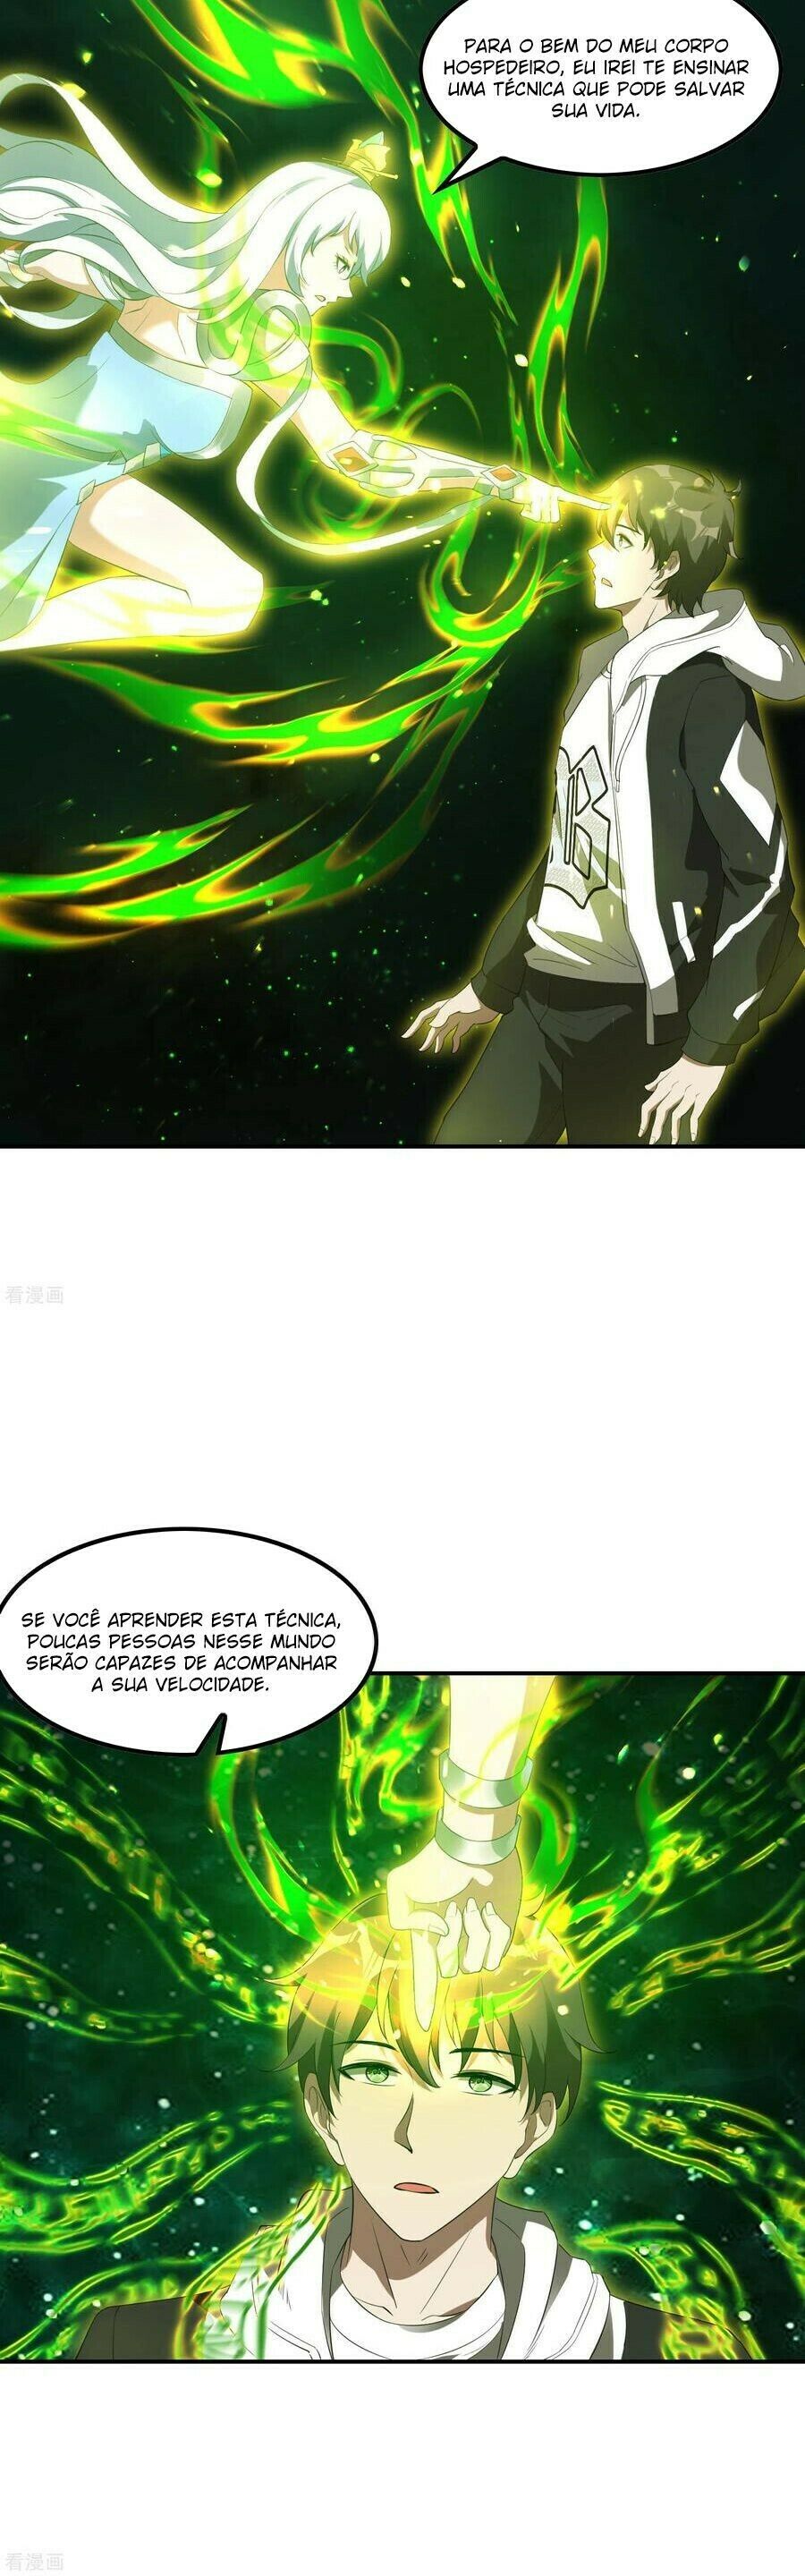 PARA O BEM DO MEU CORPO
HOSPEDEIRO, EU IREI TE ENSINAR
UMA TÉCNICA QUE PODE SALVAR
SUA VIDA.
看漫画
SE VOCÊ APRENDER ESTA TÉCNICA,
POUCAS PESSOAS NESSE MUNDO
SERÃO CAPAZES DE ACOMPANHAR
A SUA VELOCIDADE.
看漫画